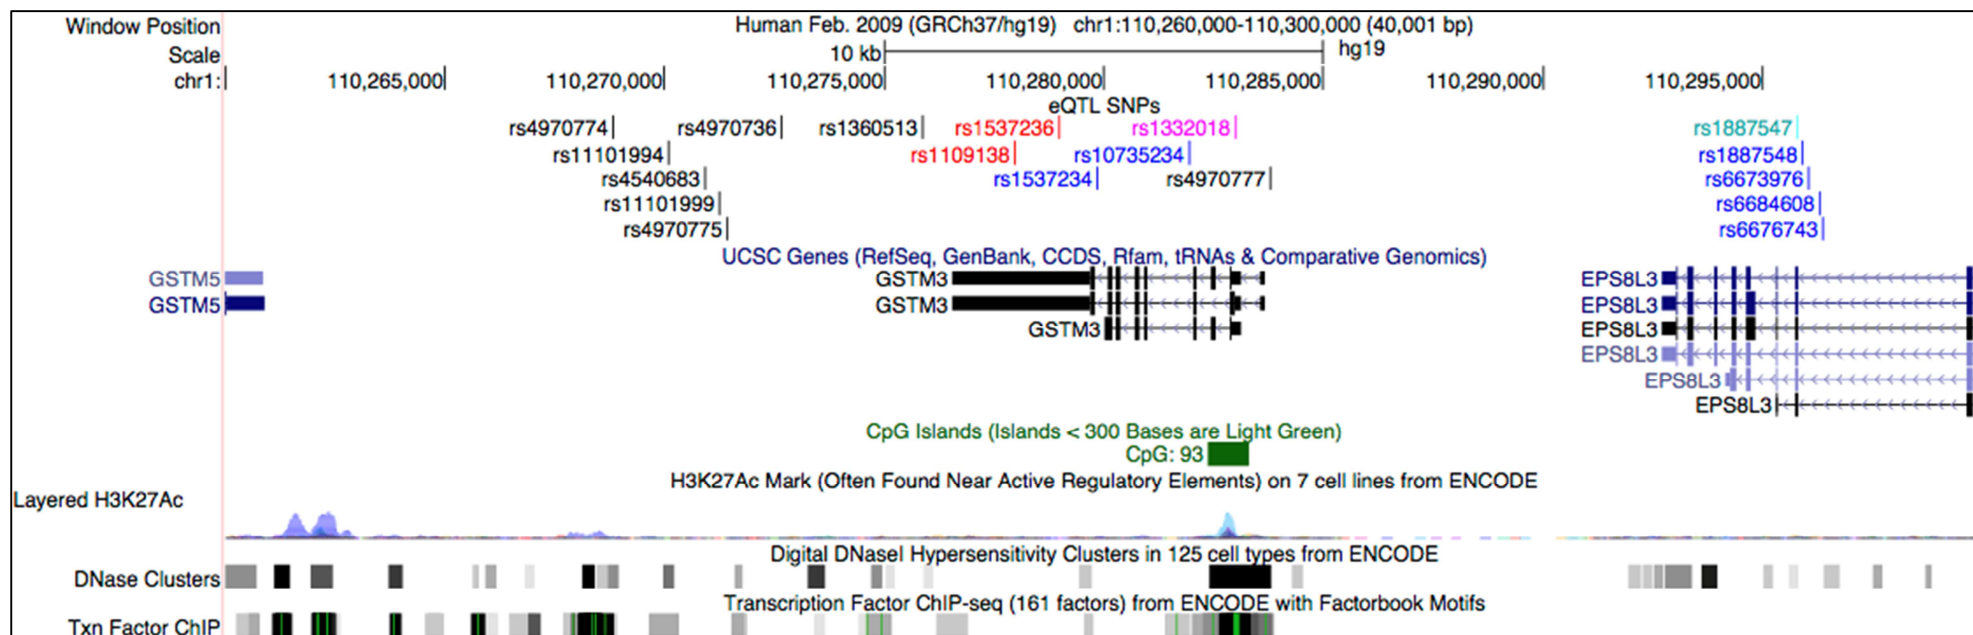 Window Position Human Feb. 2009 (GRCh37/hg19) chr1:110,260,000-110,300,000 (40,001 bp)
Scale 10 kb hg19
chr1: 110,265,000 110,270,000 110,275,000 110,280,000 110,285,000 110,290,000 110,295,000
eQTL SNPs
rs4970774 rs4970736 rs1360513 rs1537236 rs1332018 rs1887547
rs11101994 rs1109138 rs10735234 rs1887548
rs4540683 rs1537234 rs4970777 rs6673976
rs11101999 rs6684608
rs4970775 rs6676743
UCSC Genes (RefSeq, GenBank, CCDS, Rfam, tRNAs & Comparative Genomics)
GSTM5 GSTM3 EPS8L3
GSTM5 GSTM3 EPS8L3
GSTM3 EPS8L3
EPS8L3
EPS8L3
EPS8L3
CpG Islands (Islands < 300 Bases are Light Green)
CpG: 93
H3K27Ac Mark (Often Found Near Active Regulatory Elements) on 7 cell lines from ENCODE
Layered H3K27Ac
Digital DNaseI Hypersensitivity Clusters in 125 cell types from ENCODE
DNase Clusters
Transcription Factor ChIP-seq (161 factors) from ENCODE with Factorbook Motifs
Txn Factor ChIP